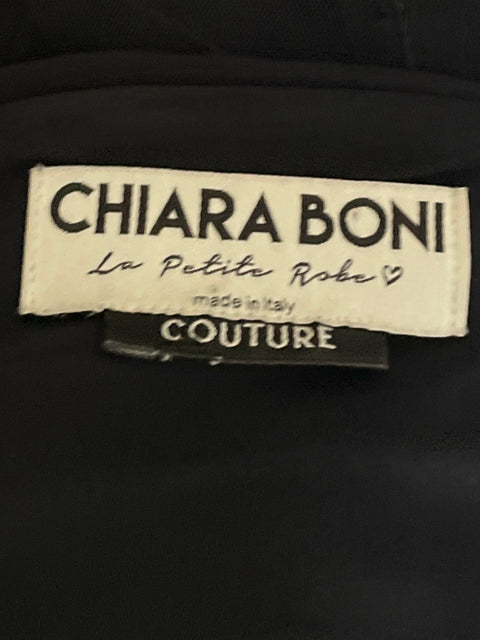 CHIARA BONI
La Petite Robe ♡
made in Italy
COUTURE